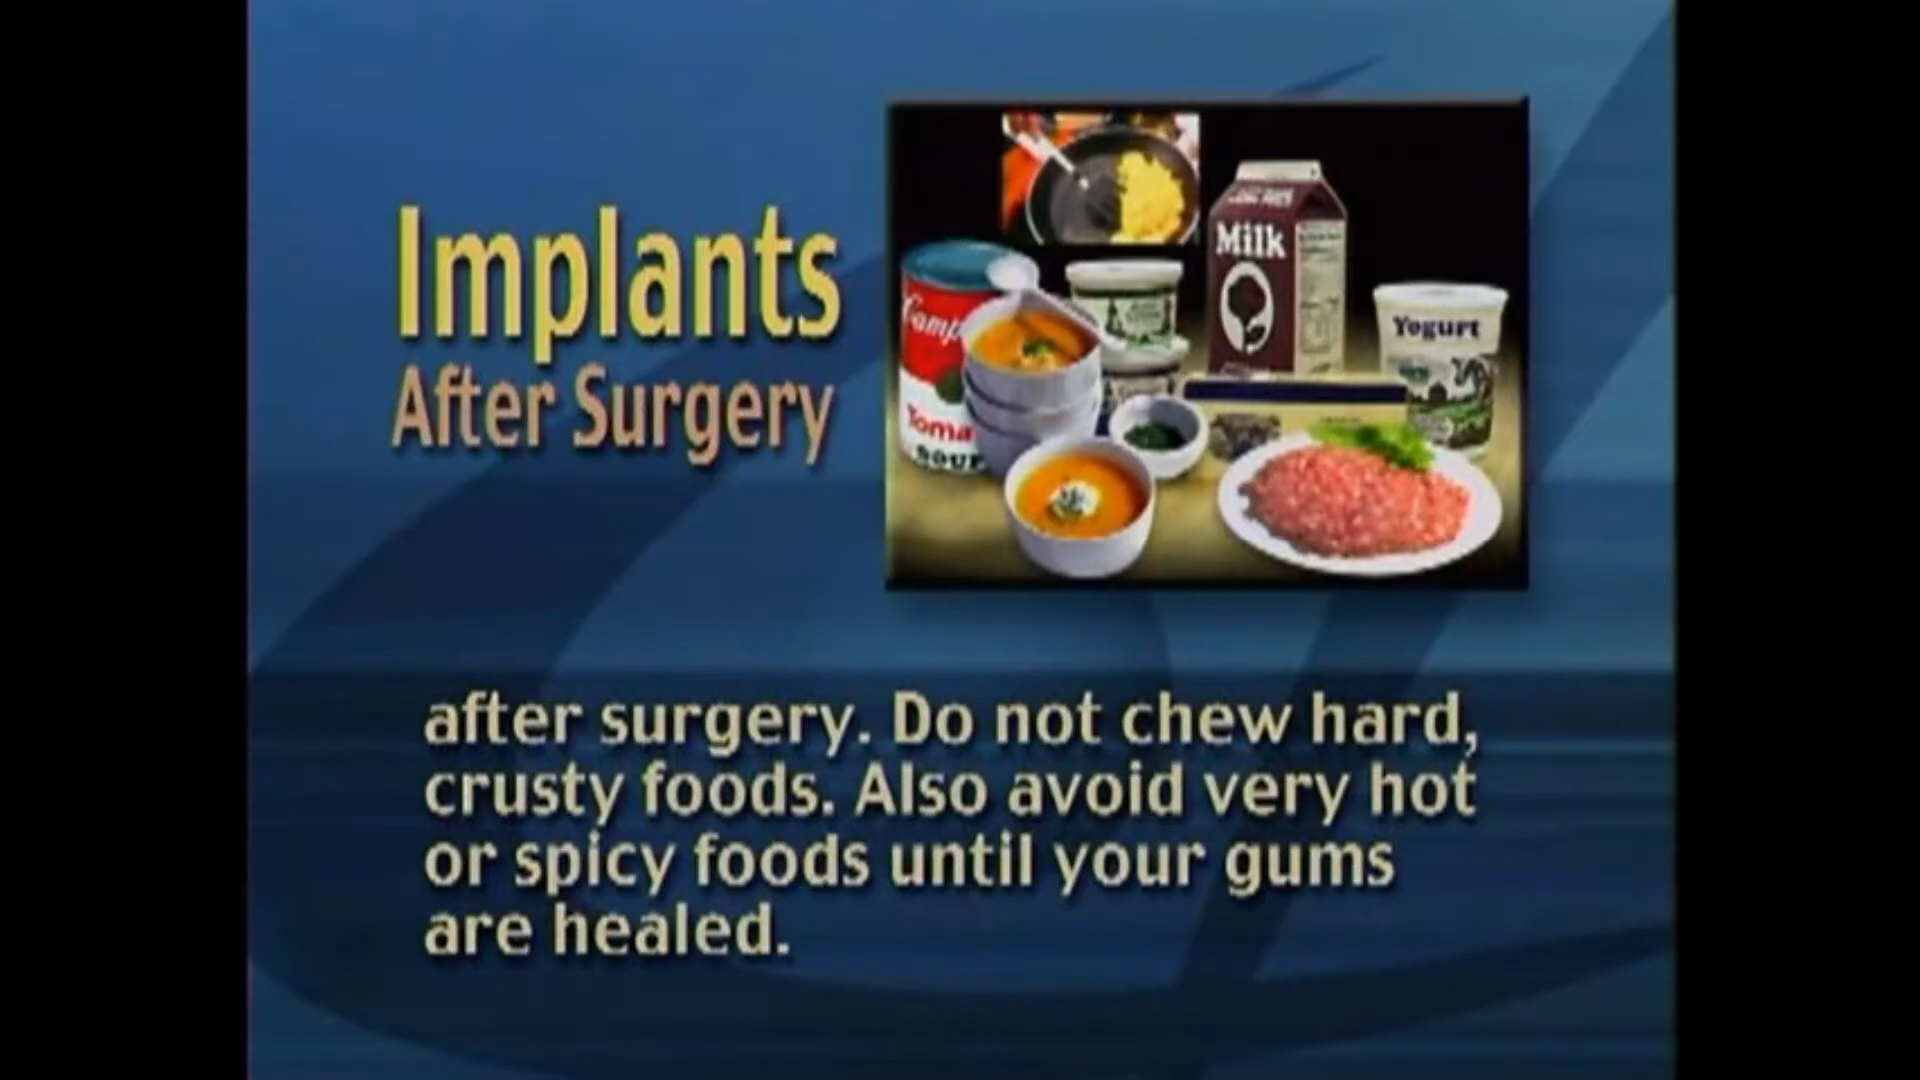 Implants
After Surgery
Milk
Yogurt
Toma
SOUP
after surgery. Do not chew hard,
crusty foods. Also avoid very hot
or spicy foods until your gums
are healed.